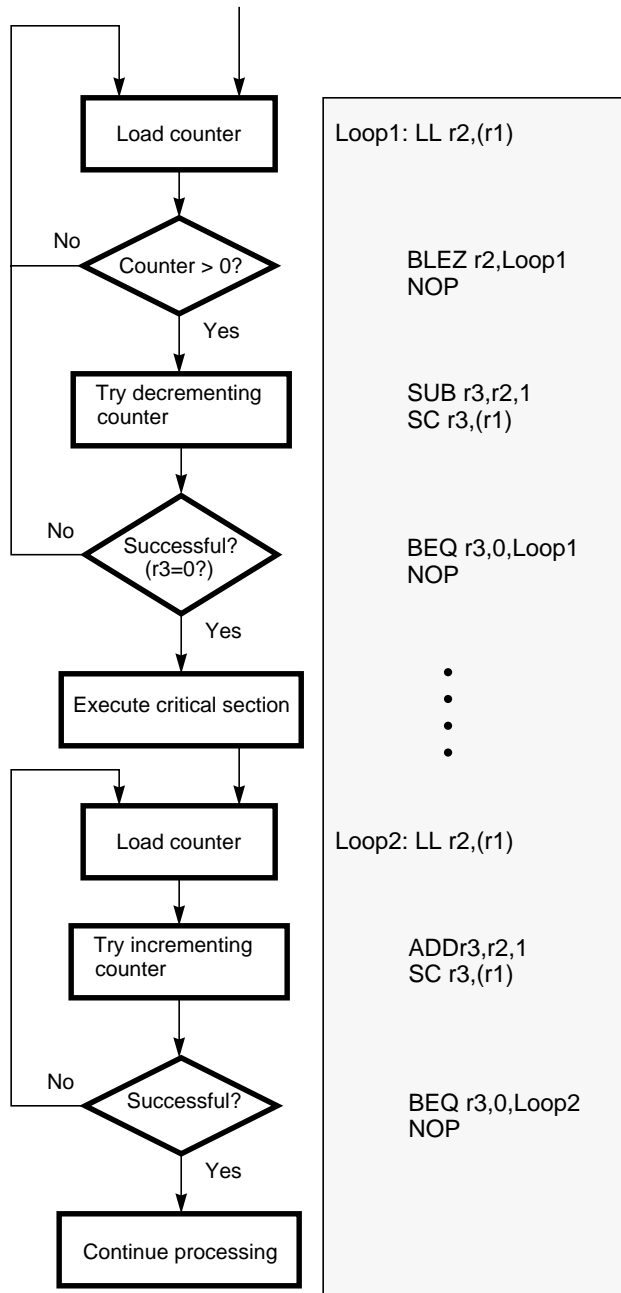 Load counter
Loop1: LL r2,(r1)
No
Counter > 0?
BLEZ r2,Loop1
NOP
Yes
Try decrementing
counter
SUB r3,r2,1
SC r3,(r1)
No
Successful?
(r3=0?)
BEQ r3,0,Loop1
NOP
Yes
Execute critical section
Load counter
Loop2: LL r2,(r1)
Try incrementing
counter
ADDr3,r2,1
SC r3,(r1)
No
Successful?
BEQ r3,0,Loop2
NOP
Yes
Continue processing